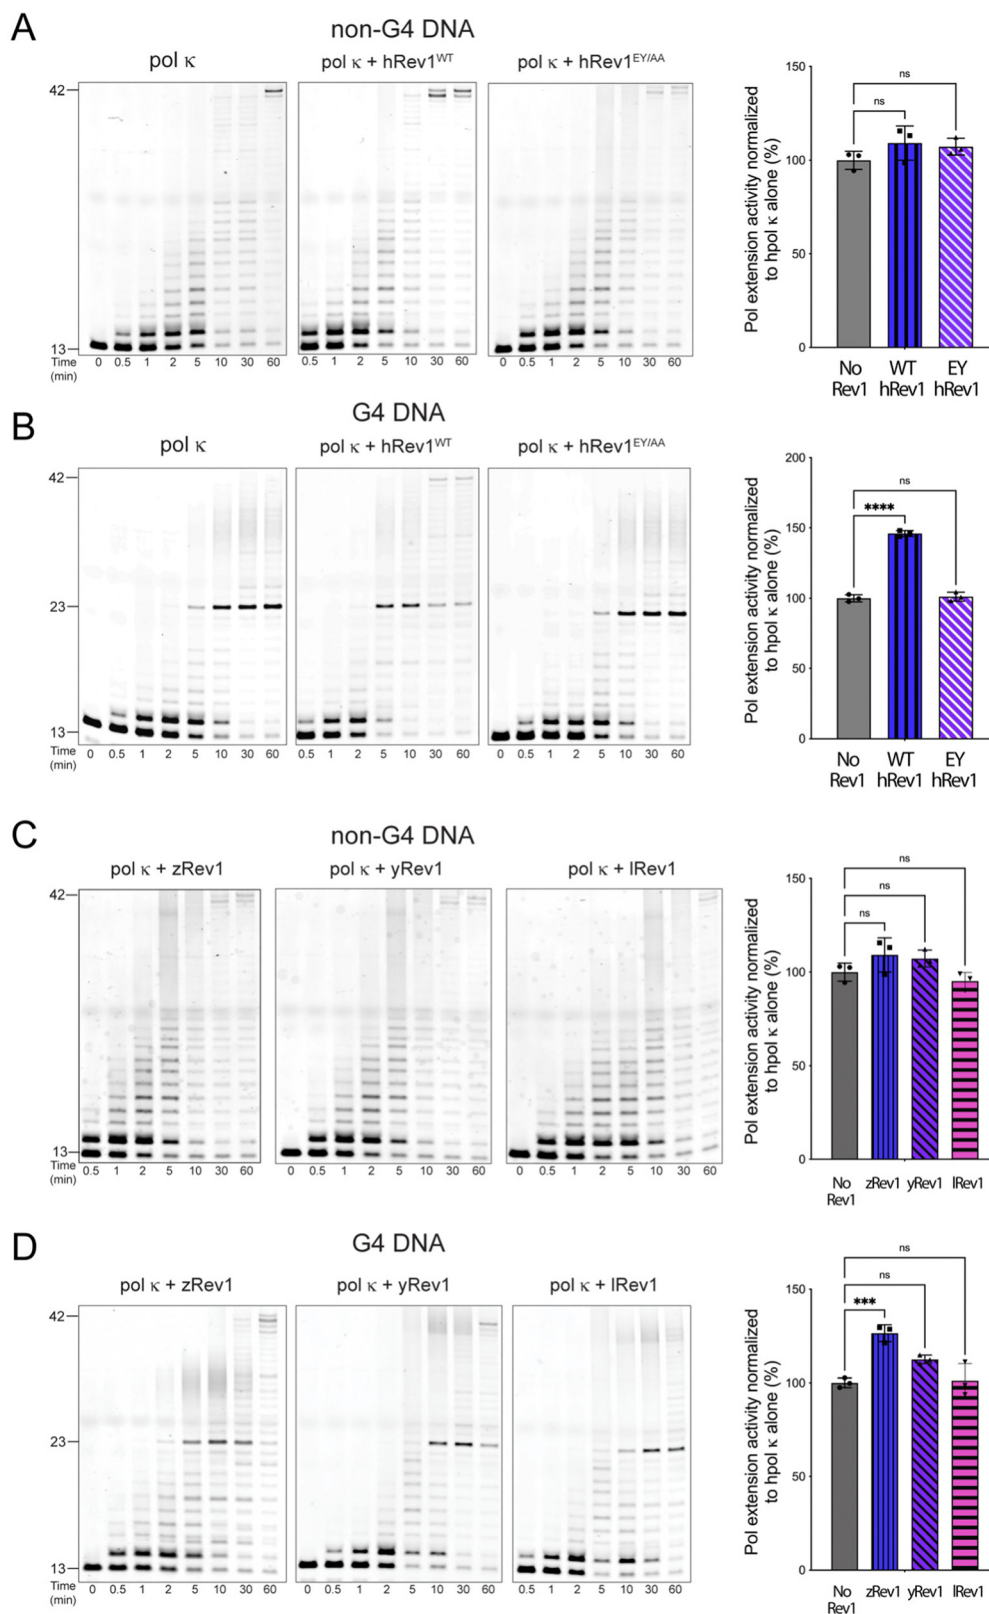 A
non-G4 DNA
pol κ
pol κ + hRev1WT
pol κ + hRev1EY/AA
42
13
Time
(min)
0 0.5 1 2 5 10 30 60
0.5 1 2 5 10 30 60
0 0.5 1 2 5 10 30 60
Pol extension activity normalized
to hpol κ alone (%)
150
100
50
0
ns
ns
No
Rev1
WT
hRev1
EY
hRev1
B
G4 DNA
pol κ
pol κ + hRev1WT
pol κ + hRev1EY/AA
42
23
13
Time
(min)
0 0.5 1 2 5 10 30 60
0.5 1 2 5 10 30 60
0 0.5 1 2 5 10 30 60
Pol extension activity normalized
to hpol κ alone (%)
200
150
100
50
0
ns
****
No
Rev1
WT
hRev1
EY
hRev1
C
non-G4 DNA
pol κ + zRev1
pol κ + yRev1
pol κ + lRev1
42
13
Time
(min)
0.5 1 2 5 10 30 60
0 0.5 1 2 5 10 30 60
0 0.5 1 2 5 10 30 60
Pol extension activity normalized
to hpol κ alone (%)
150
100
50
0
ns
ns
ns
No
Rev1
zRev1
yRev1
lRev1
D
G4 DNA
pol κ + zRev1
pol κ + yRev1
pol κ + lRev1
42
23
13
Time
(min)
0 0.5 1 2 5 10 30 60
0 0.5 1 2 5 10 30 60
0.5 1 2 5 10 30 60
Pol extension activity normalized
to hpol κ alone (%)
150
100
50
0
ns
ns
***
No
Rev1
zRev1
yRev1
lRev1